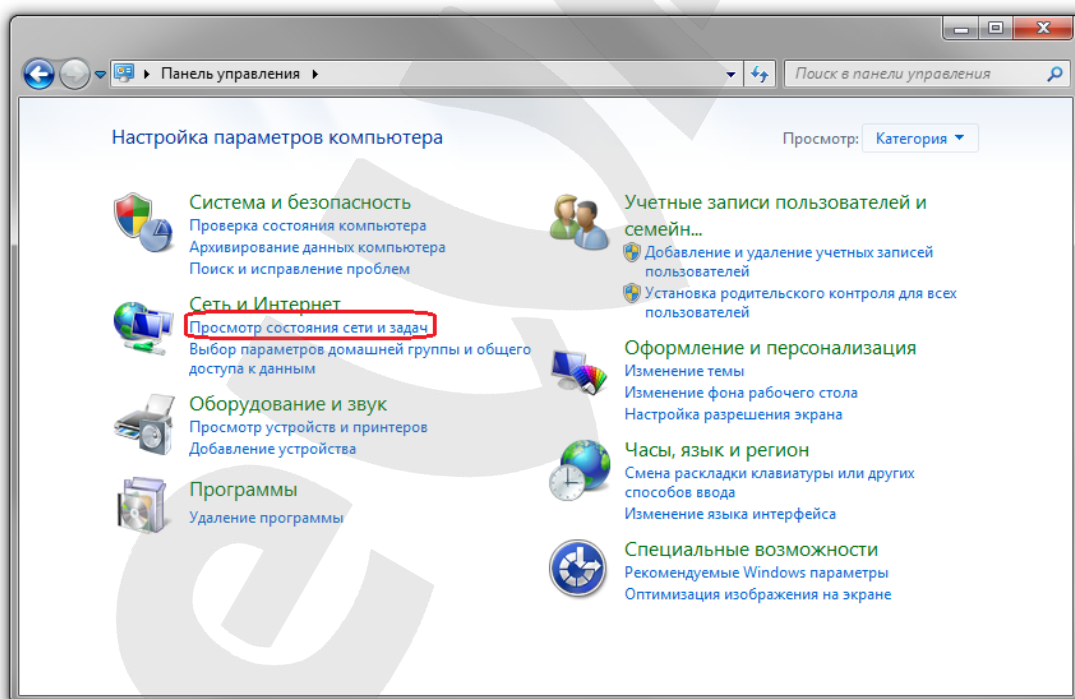 Панель управления
Поиск в панели управления
Настройка параметров компьютера
Просмотр: Категория
Система и безопасность
Проверка состояния компьютера
Архивирование данных компьютера
Поиск и исправление проблем
Сеть и Интернет
Просмотр состояния сети и задач
Выбор параметров домашней группы и общего
доступа к данным
Оборудование и звук
Просмотр устройств и принтеров
Добавление устройства
Программы
Удаление программы
Учетные записи пользователей и
семейн...
Добавление и удаление учетных записей
пользователей
Установка родительского контроля для всех
пользователей
Оформление и персонализация
Изменение темы
Изменение фона рабочего стола
Настройка разрешения экрана
Часы, язык и регион
Смена раскладки клавиатуры или других
способов ввода
Изменение языка интерфейса
Специальные возможности
Рекомендуемые Windows параметры
Оптимизация изображения на экране